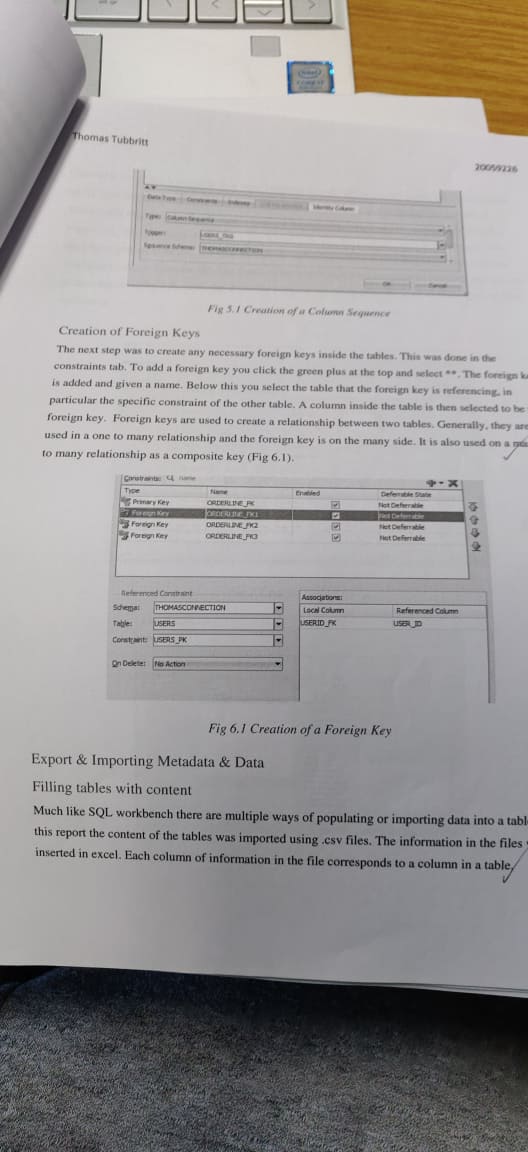 Thomas Tubbritt
20059226
Data Type Constraints Indexes Identity Column
Type: Column Sequence
Trigger: USERS_TRG
Sequence Schema: THOMASCONNECTION
OK Cancel
Fig 5.1 Creation of a Column Sequence
Creation of Foreign Keys
The next step was to create any necessary foreign keys inside the tables. This was done in the
constraints tab. To add a foreign key you click the green plus at the top and select **. The foreign
is added and given a name. Below this you select the table that the foreign key is referencing, in
particular the specific constraint of the other table. A column inside the table is then selected to be
foreign key. Foreign keys are used to create a relationship between two tables. Generally, they are
used in a one to many relationship and the foreign key is on the many side. It is also used on a
to many relationship as a composite key (Fig 6.1).
Constraints: Name
Type Name Enabled Deferrable State
Primary Key ORDERLINE_PK Not Deferrable
Foreign Key ORDERLINE_FK1 Not Deferrable
Foreign Key ORDERLINE_FK2 Not Deferrable
Foreign Key ORDERLINE_FK3 Not Deferrable
Referenced Constraint
Associations:
Schema: THOMASCONNECTION
Local Column Referenced Column
Table: USERS
USERID_FK USER_ID
Constraint: USERS_PK
On Delete: No Action
Fig 6.1 Creation of a Foreign Key
Export & Importing Metadata & Data
Filling tables with content
Much like SQL workbench there are multiple ways of populating or importing data into a
this report the content of the tables was imported using .csv files. The information in the files
inserted in excel. Each column of information in the file corresponds to a column in a table,